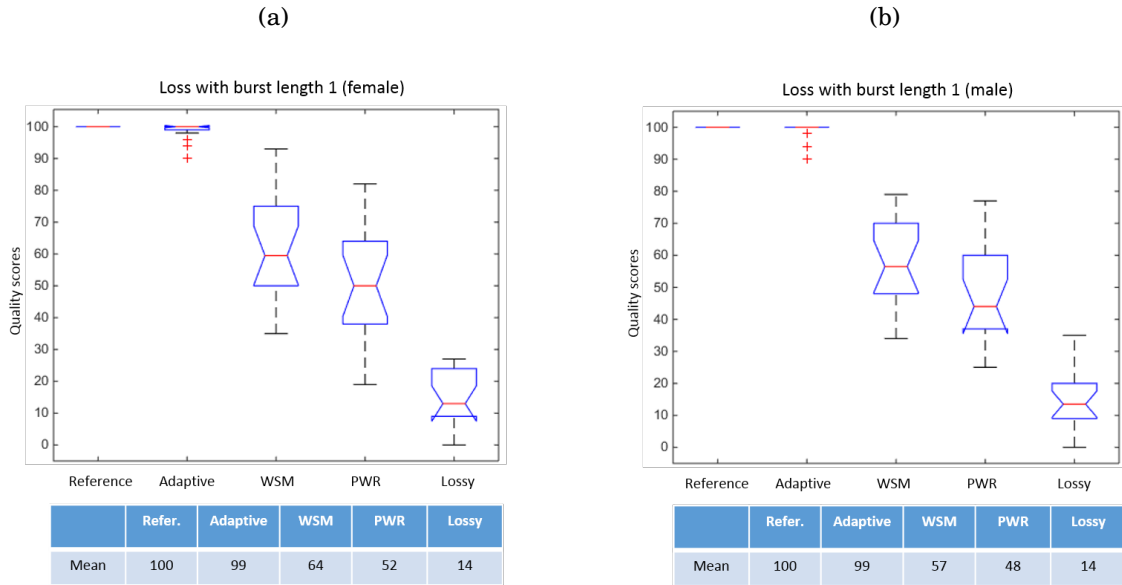 (a)
Loss with burst length 1 (female)
Quality scores
100
90
80
70
60
50
40
30
20
10
0
Reference Adaptive WSM PWR Lossy
Refer. Adaptive WSM PWR Lossy
Mean 100 99 64 52 14
(b)
Loss with burst length 1 (male)
Quality scores
100
90
80
70
60
50
40
30
20
10
0
Reference Adaptive WSM PWR Lossy
Refer. Adaptive WSM PWR Lossy
Mean 100 99 57 48 14